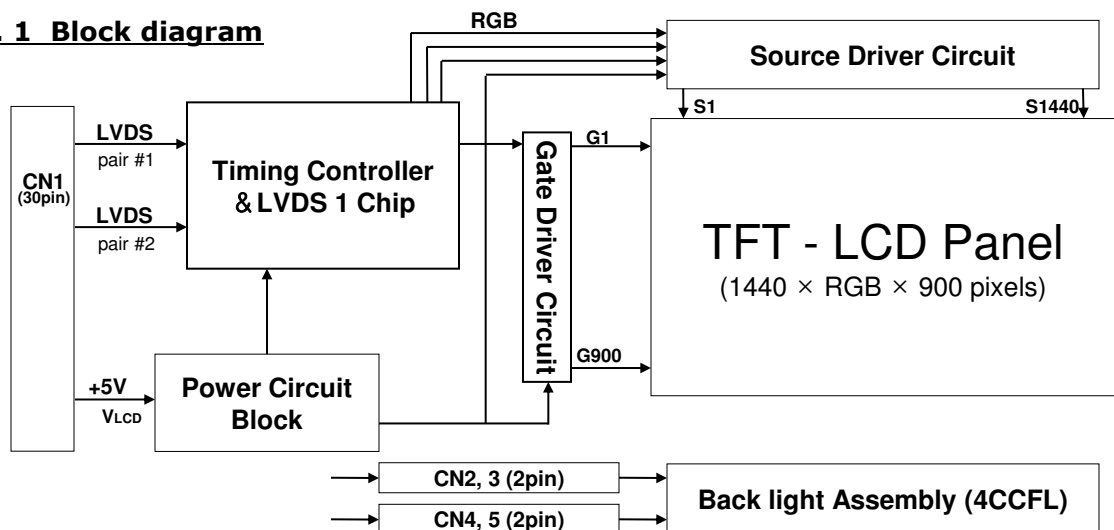 . 1 Block diagram
RGB
Source Driver Circuit
S1
S1440
CN1
(30pin)
LVDS
pair #1
LVDS
pair #2
Timing Controller
&LVDS 1 Chip
Gate Driver Circuit
G1
G900
TFT - LCD Panel
(1440 × RGB × 900 pixels)
+5V
VLCD
Power Circuit
Block
CN2, 3 (2pin)
CN4, 5 (2pin)
Back light Assembly (4CCFL)